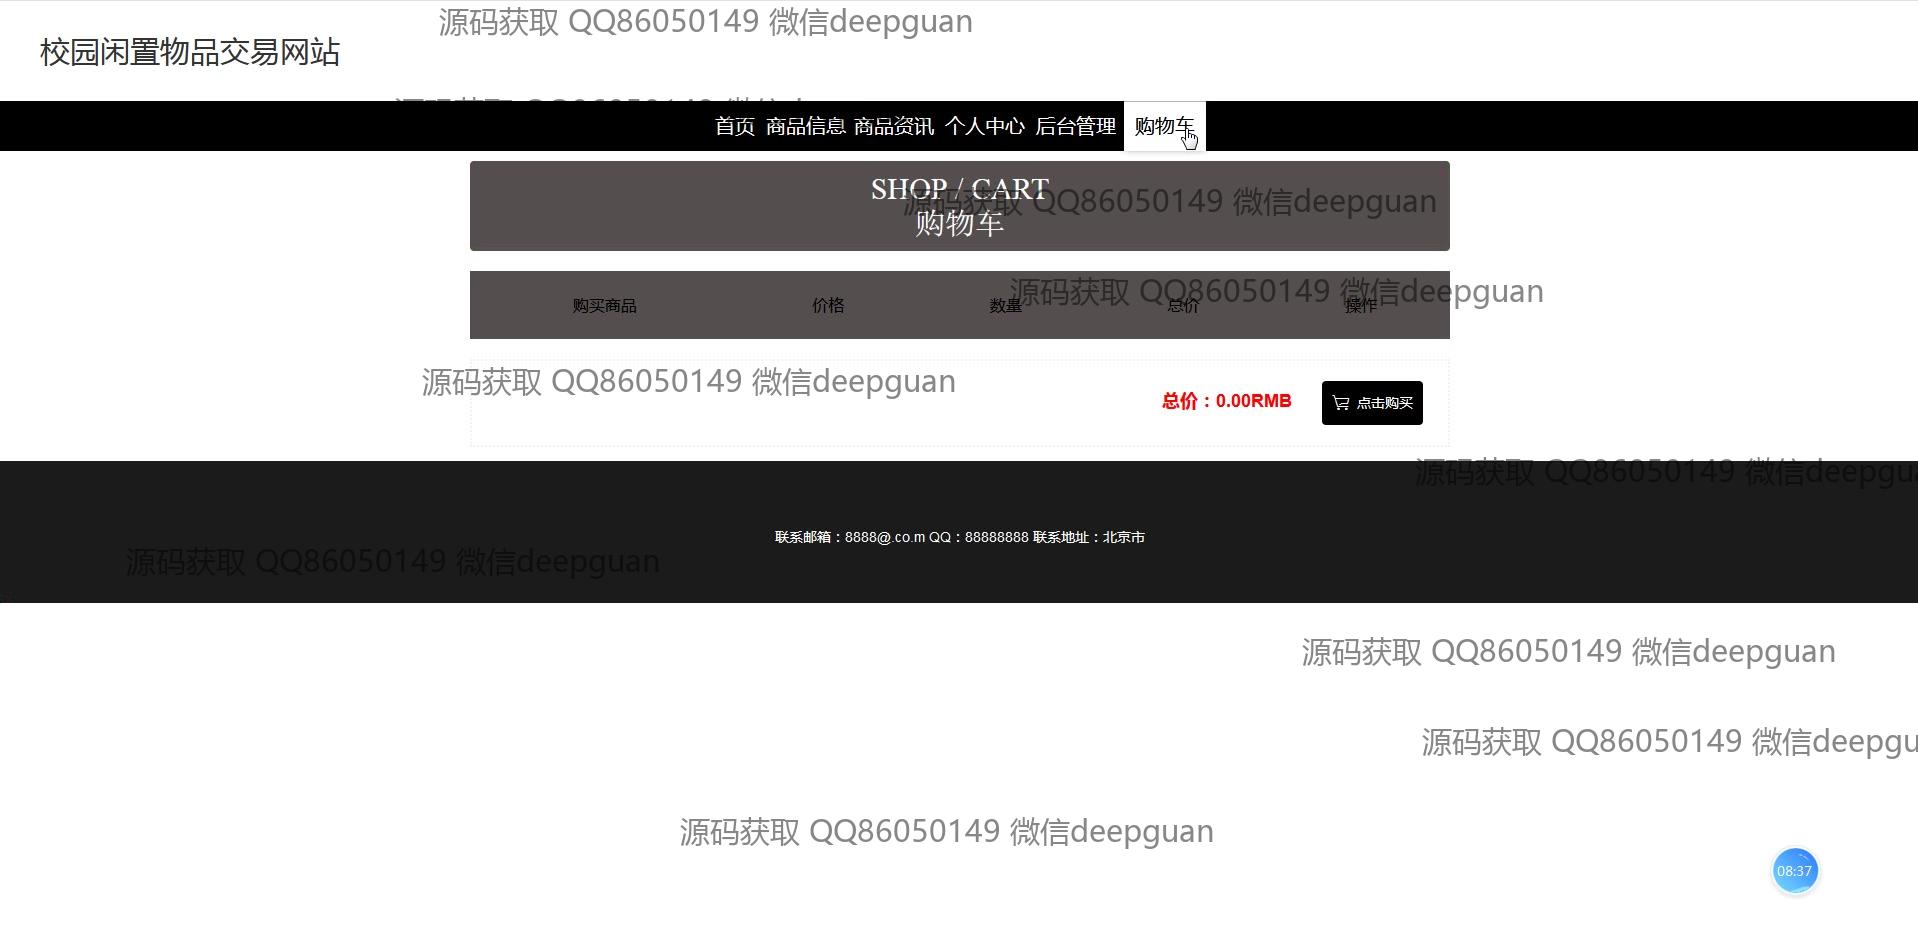 源码获取 QQ86050149 微信deepguan
校园闲置物品交易网站
首页 商品信息 商品资讯 个人中心 后台管理 购物车
SHOP / CART
源码获取 QQ86050149 微信deepguan
购物车
源码获取 QQ86050149 微信deepguan
购买商品 价格 数量 总价 操作
源码获取 QQ86050149 微信deepguan
总价：0.00RMB 点击购买
源码获取 QQ86050149 微信deepgu
联系邮箱：8888@.co.m QQ：88888888 联系地址：北京市
源码获取 QQ86050149 微信deepguan
源码获取 QQ86050149 微信deepguan
源码获取 QQ86050149 微信deepgu
源码获取 QQ86050149 微信deepguan
08:37